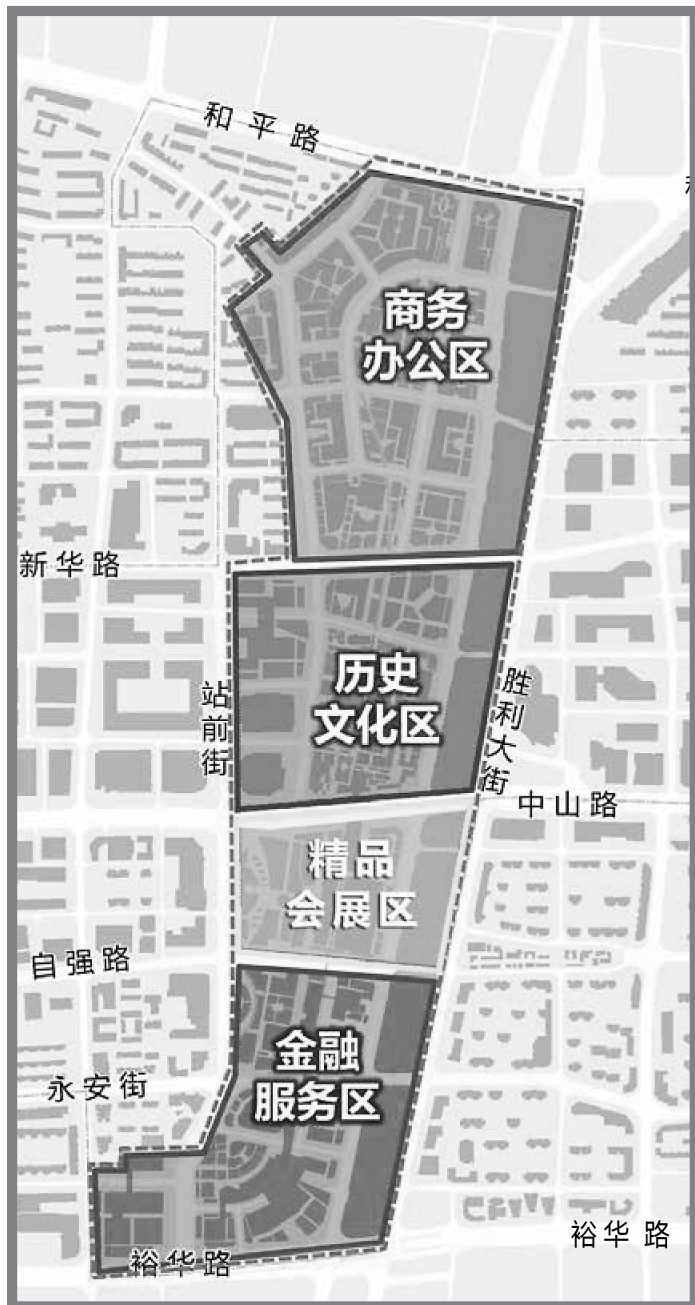 和平路
商务
办公区
新华路
历史
文化区
站前街
胜利大街
中山路
精品
会展区
自强路
金融
服务区
永安街
裕华路
裕华路